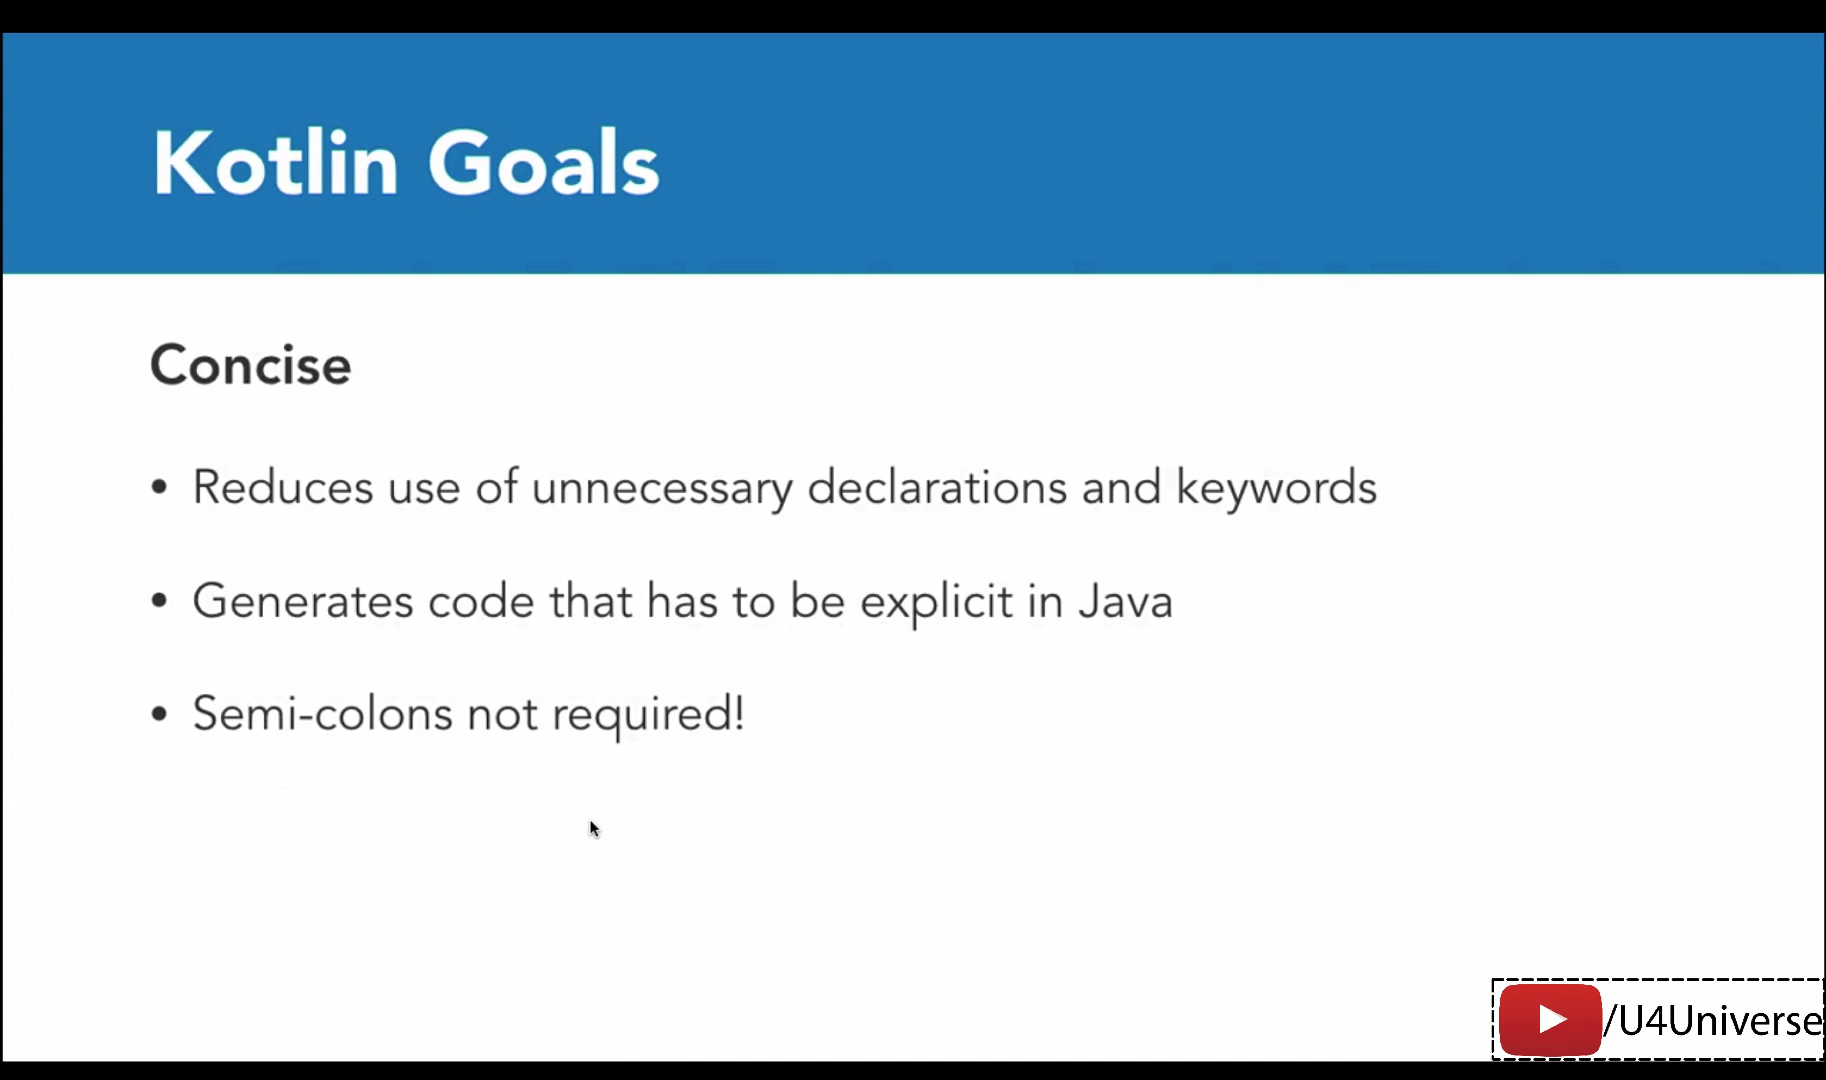 Kotlin Goals
Concise
• Reduces use of unnecessary declarations and keywords
• Generates code that has to be explicit in Java
• Semi-colons not required!
/U4Universe